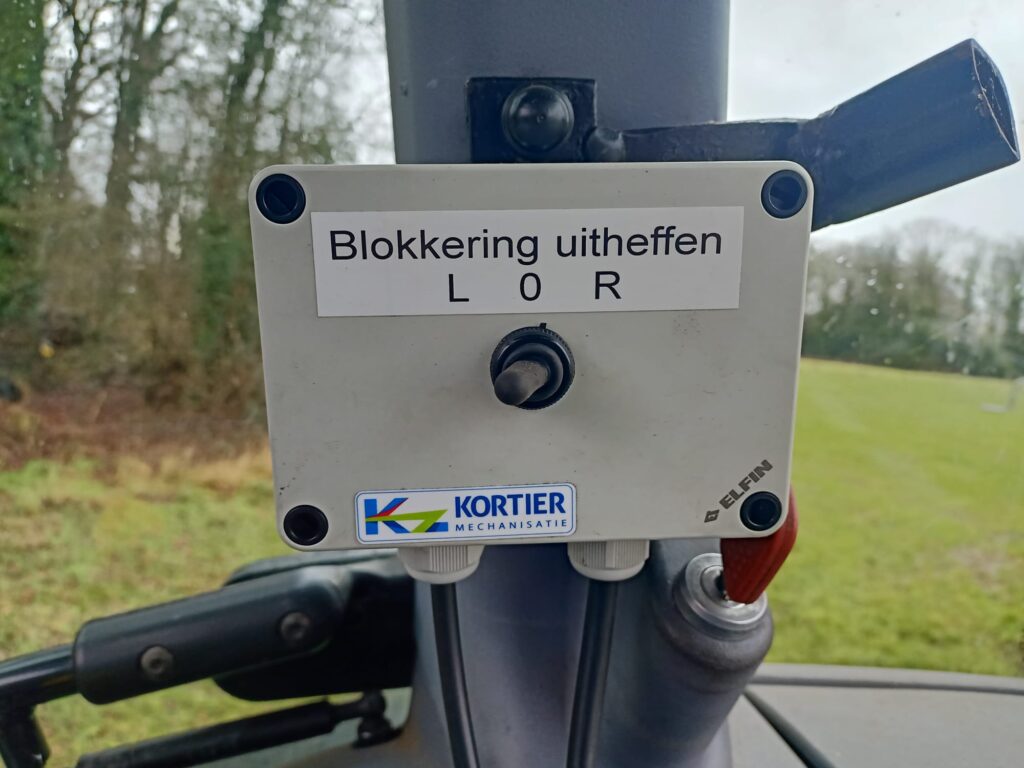 Blokkering uitheffen
L 0 R
KORTIER
MECHANISATIE
ELFIN